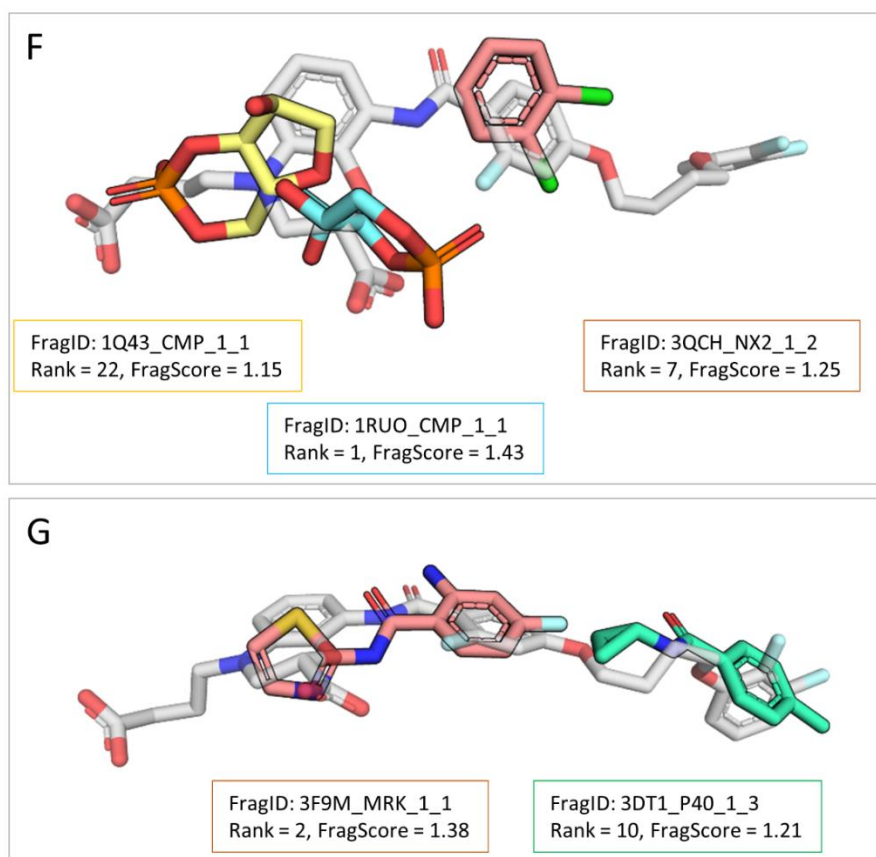 F
FragID: 1Q43_CMP_1_1
Rank = 22, FragScore = 1.15
FragID: 3QCH_NX2_1_2
Rank = 7, FragScore = 1.25
FragID: 1RUO_CMP_1_1
Rank = 1, FragScore = 1.43
G
FragID: 3F9M_MRK_1_1
Rank = 2, FragScore = 1.38
FragID: 3DT1_P40_1_3
Rank = 10, FragScore = 1.21